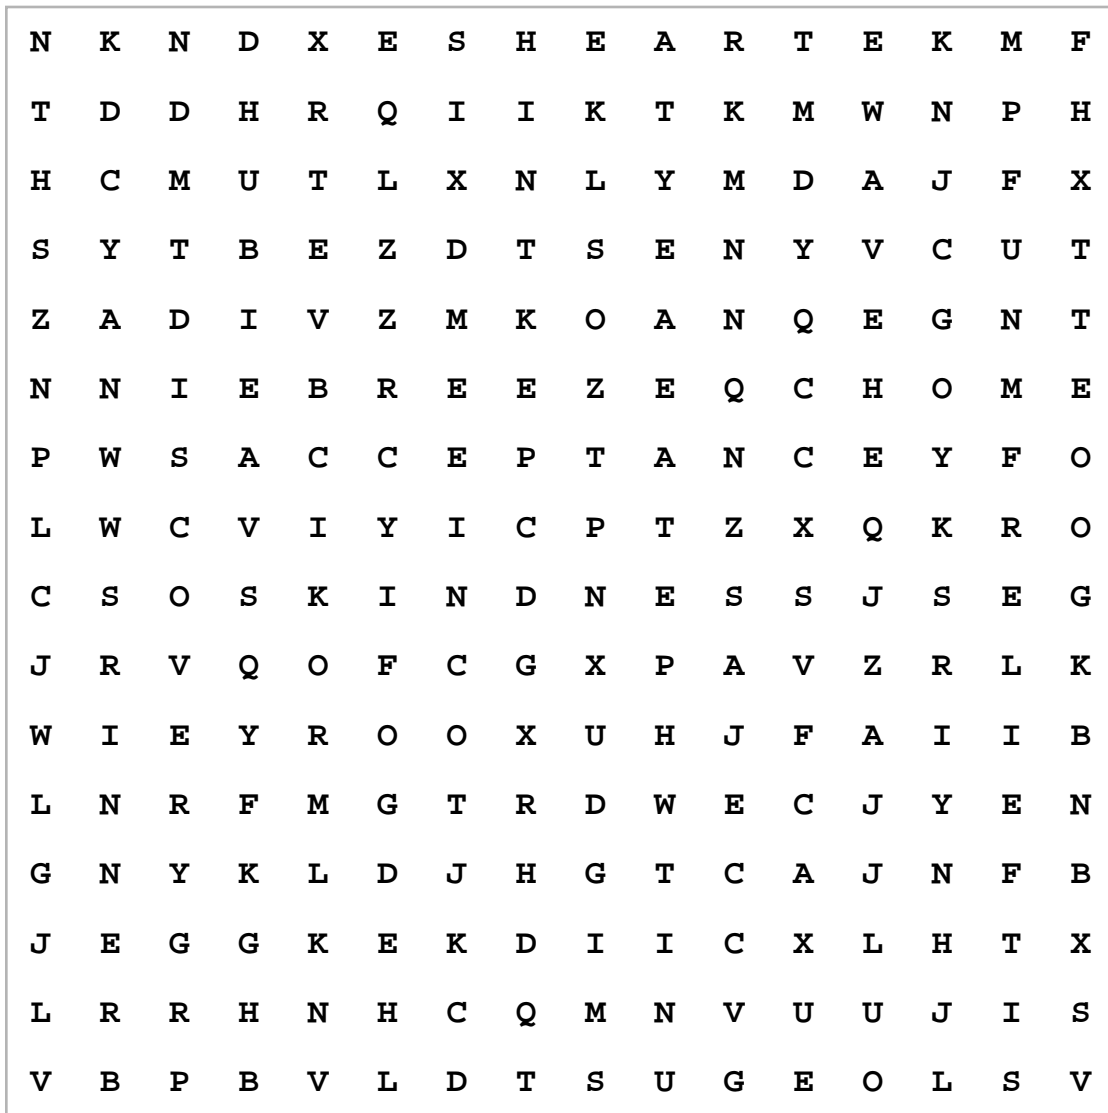 N K N D X E S H E A R T E K M F
T D D H R Q I I K T K M W N P H
H C M U T L X N L Y M D A J F X
S Y T B E Z D T S E N Y V C U T
Z A D I V Z M K O A N Q E G N T
N N I E B R E E Z E Q C H O M E
P W S A C C E P T A N C E Y F O
L W C V I Y I C P T Z X Q K R O
C S O S K I N D N E S S J S E G
J R V Q O F C G X P A V Z R L K
W I E Y R O O X U H J F A I I B
L N R F M G T R D W E C J Y E N
G N Y K L D J H G T C A J N F B
J E G G K E K D I I C X L H T X
L R R H N H C Q M N V U U J I S
V B P B V L D T S U G E O L S V